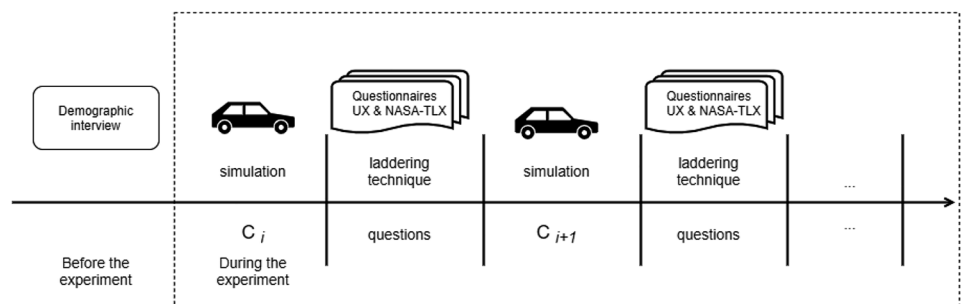 Demographic
interview
simulation
Questionnaires
UX & NASA-TLX
laddering
technique
simulation
Questionnaires
UX & NASA-TLX
laddering
technique
...
C i
questions
C i+1
questions
...
Before the
experiment
During the
experiment